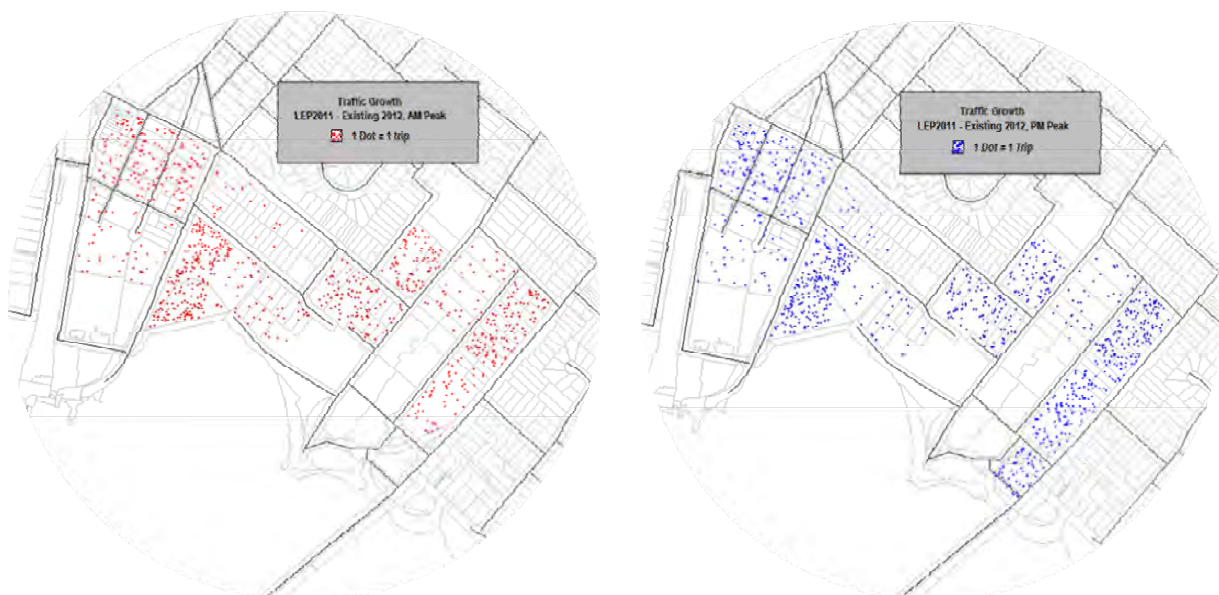 Traffic Growth
LEP2011 - Existing 2012, AM Peak
1 Dot = 1 trip
Traffic Growth
LEP2011 - Existing 2012, PM Peak
1 Dot = 1 Trip